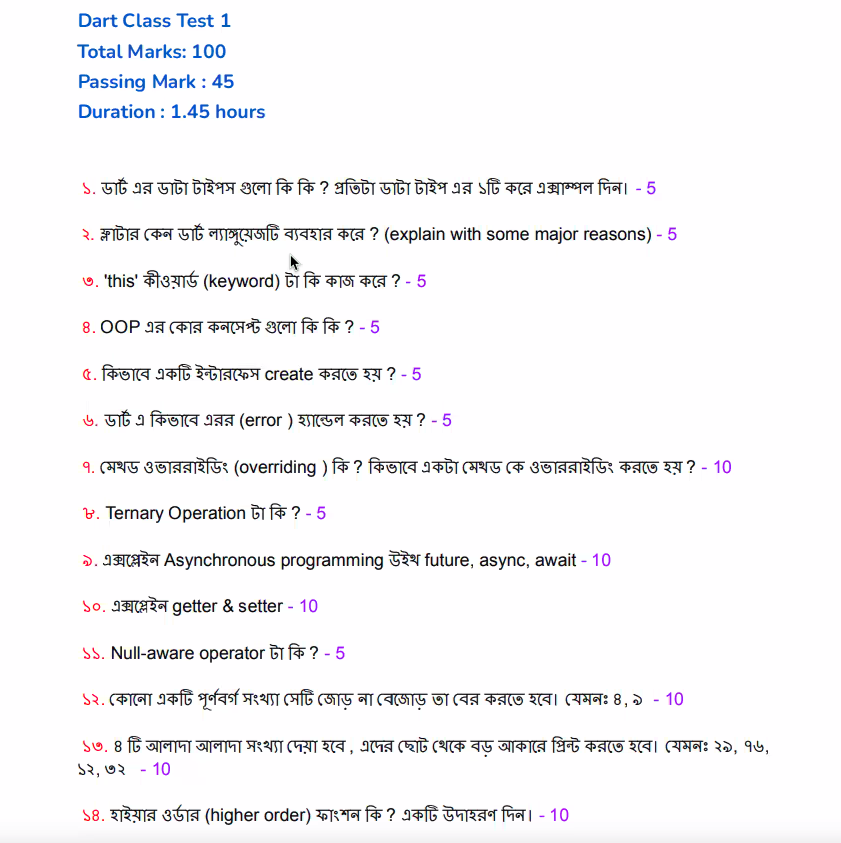 Dart Class Test 1
Total Marks: 100
Passing Mark : 45
Duration : 1.45 hours
১. ডার্ট এর ডাটা টাইপস গুলো কি কি ? প্রতিটা ডাটা টাইপ এর ১টি করে এক্সাম্পল দিন। - 5
২. ফ্লাটার কেন ডার্ট ল্যাঙ্গুয়েজটি ব্যবহার করে ? (explain with some major reasons) - 5
৩. 'this' কীওয়ার্ড (keyword) টা কি কাজ করে ? - 5
৪. OOP এর কোর কনসেপ্ট গুলো কি কি ? - 5
৫. কিভাবে একটি ইন্টারফেস create করতে হয় ? - 5
৬. ডার্ট এ কিভাবে এরর (error ) হ্যান্ডেল করতে হয় ? - 5
৭. মেথড ওভাররাইডিং (overriding ) কি ? কিভাবে একটা মেথড কে ওভাররাইডিং করতে হয় ? - 10
৮. Ternary Operation টা কি ? - 5
৯. এক্সপ্লেইন Asynchronous programming উইথ future, async, await - 10
১০. এক্সপ্লেইন getter & setter - 10
১১. Null-aware operator টা কি ? - 5
১২. কোনো একটি পূর্ণবর্গ সংখ্যা সেটি জোড় না বেজোড় তা বের করতে হবে। যেমনঃ ৪, ৯ - 10
১৩. ৪ টি আলাদা আলাদা সংখ্যা দেয়া হবে , এদের ছোট থেকে বড় আকারে প্রিন্ট করতে হবে। যেমনঃ ২৯, ৭৬,
১২, ৩২ - 10
১৪. হাইয়ার ওর্ডার (higher order) ফাংশন কি ? একটি উদাহরণ দিন। - 10